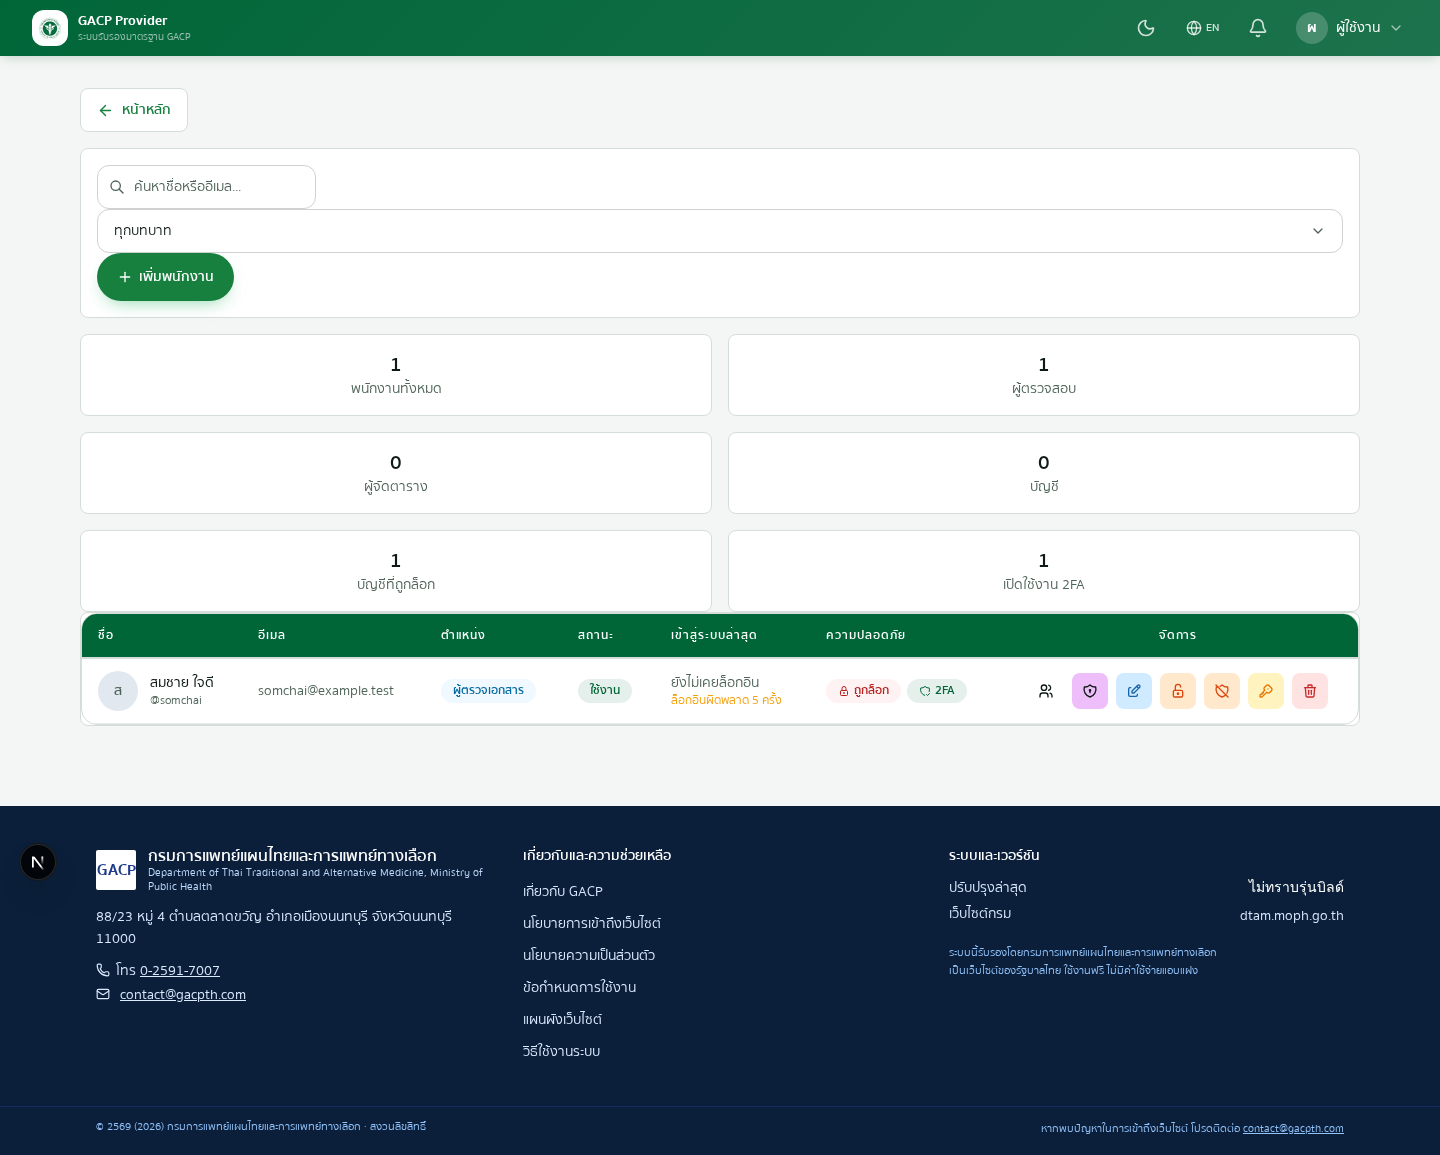 GACP Provider
ระบบรับรองมาตรฐาน GACP
EN
ผ
ผู้ใช้งาน
หน้าหลัก
ค้นหาชื่อหรืออีเมล...
ทุกบทบาท
เพิ่มพนักงาน
1
พนักงานทั้งหมด
1
ผู้ตรวจสอบ
0
ผู้จัดตาราง
0
บัญชี
1
บัญชีที่ถูกล็อก
1
เปิดใช้งาน 2FA
ชื่อ อีเมล ตำแหน่ง สถานะ เข้าสู่ระบบล่าสุด ความปลอดภัย จัดการ
ส
สมชาย ใจดี
@somchai
somchai@example.test
ผู้ตรวจเอกสาร
ใช้งาน
ยังไม่เคยล็อกอิน
ล็อกอินผิดพลาด 5 ครั้ง
ถูกล็อก
2FA
N
GACP
กรมการแพทย์แผนไทยและการแพทย์ทางเลือก
Department of Thai Traditional and Alternative Medicine, Ministry of
Public Health
88/23 หมู่ 4 ตำบลตลาดขวัญ อำเภอเมืองนนทบุรี จังหวัดนนทบุรี
11000
โทร 0-2591-7007
contact@gacpth.com
เกี่ยวกับและความช่วยเหลือ
เกี่ยวกับ GACP
นโยบายการเข้าถึงเว็บไซต์
นโยบายความเป็นส่วนตัว
ข้อกำหนดการใช้งาน
แผนผังเว็บไซต์
วิธีใช้งานระบบ
ระบบและเวอร์ชัน
ปรับปรุงล่าสุด ไม่ทราบรุ่นบิลด์
เว็บไซต์กรม dtam.moph.go.th
ระบบนี้รับรองโดยกรมการแพทย์แผนไทยและการแพทย์ทางเลือก
เป็นเว็บไซต์ของรัฐบาลไทย ใช้งานฟรี ไม่มีค่าใช้จ่ายแอบแฝง
© 2569 (2026) กรมการแพทย์แผนไทยและการแพทย์ทางเลือก · สงวนลิขสิทธิ์
หากพบปัญหาในการเข้าถึงเว็บไซต์ โปรดติดต่อ contact@gacpth.com